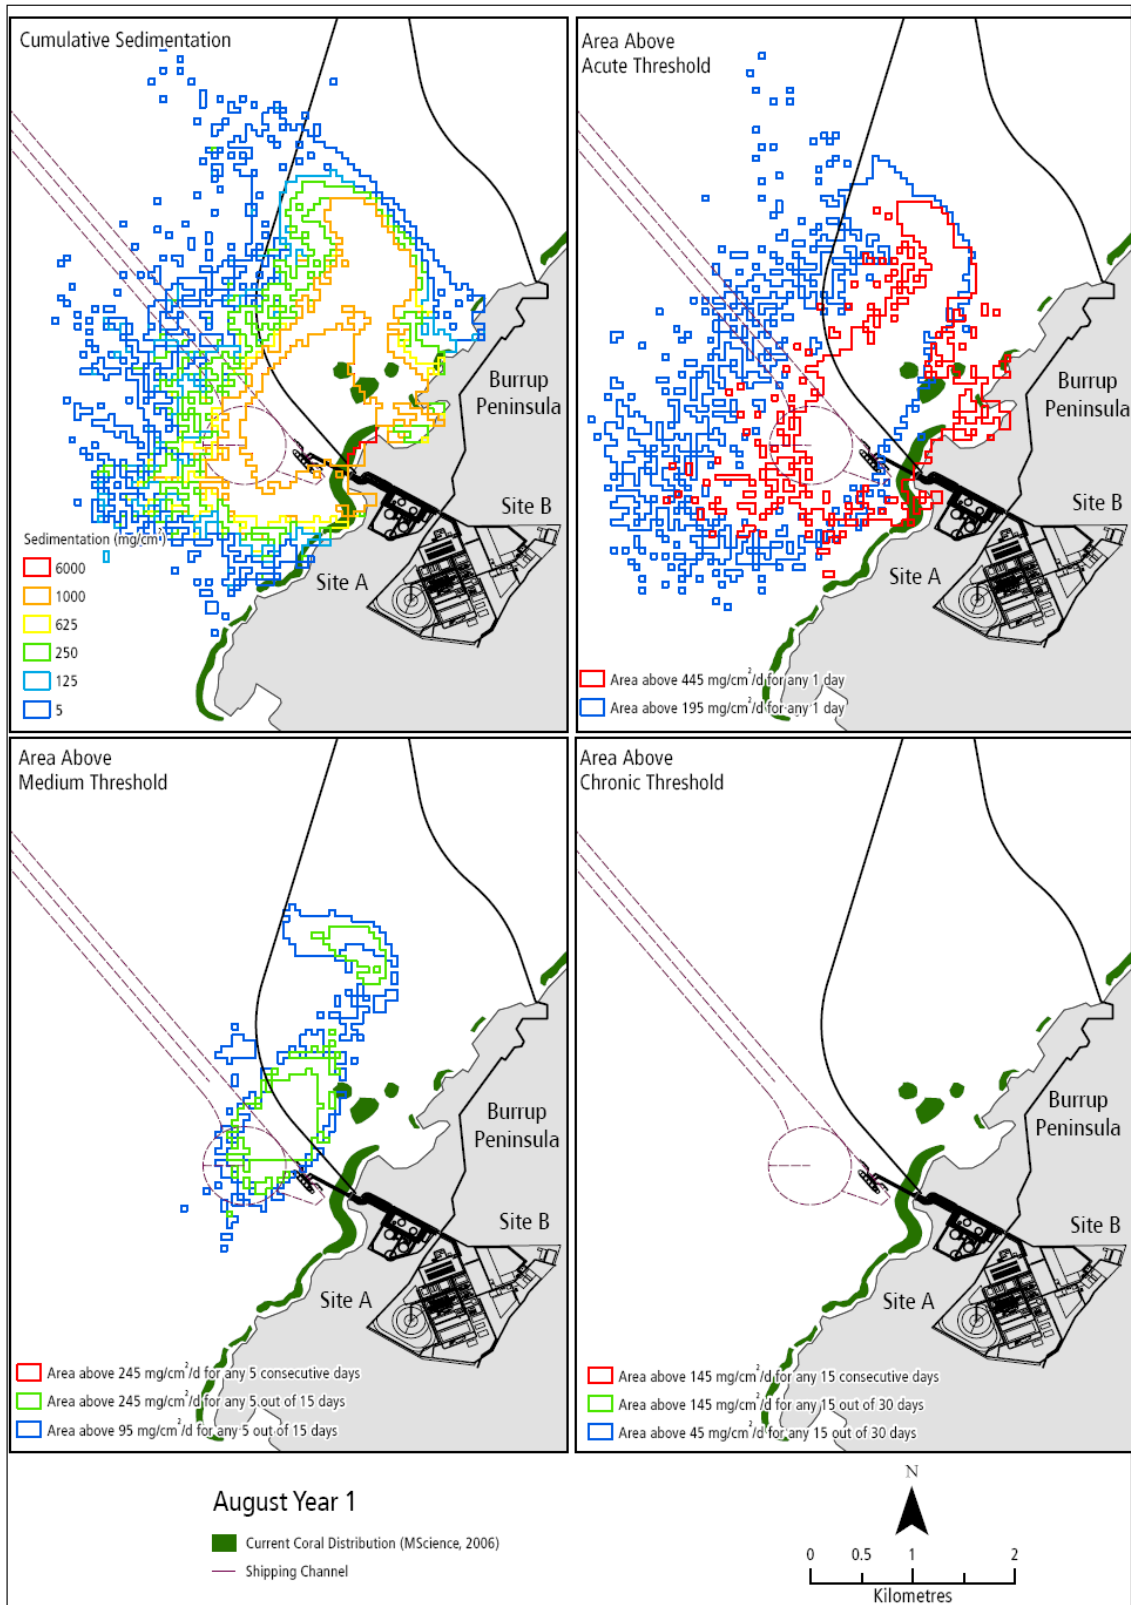 Cumulative Sedimentation
Burrup
Peninsula
Site B
Site A
Sedimentation (mg/cm²)
6000
1000
625
250
125
5
Area Above
Acute Threshold
Burrup
Peninsula
Site B
Site A
Area above 445 mg/cm²/d for any 1 day
Area above 195 mg/cm²/d for any 1 day
Area Above
Medium Threshold
Burrup
Peninsula
Site B
Site A
Area above 245 mg/cm²/d for any 5 consecutive days
Area above 245 mg/cm²/d for any 5 out of 15 days
Area above 95 mg/cm²/d for any 5 out of 15 days
Area Above
Chronic Threshold
Burrup
Peninsula
Site B
Site A
Area above 145 mg/cm²/d for any 15 consecutive days
Area above 145 mg/cm²/d for any 15 out of 30 days
Area above 45 mg/cm²/d for any 15 out of 30 days
August Year 1
Current Coral Distribution (MScience, 2006)
Shipping Channel
N
0 0.5 1 2
Kilometres